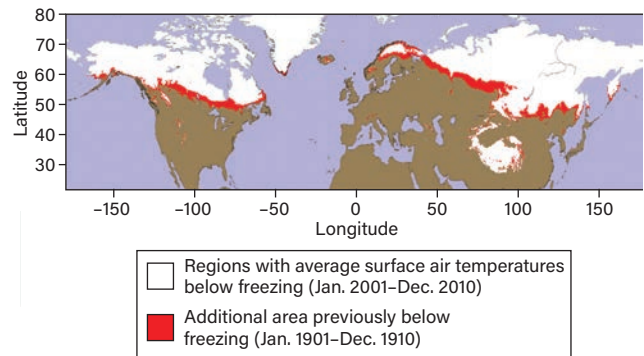 80
70
60
50
40
30
Latitude
−150
−100
−50
0
50
100
150
Longitude
Regions with average surface air temperatures
below freezing (Jan. 2001–Dec. 2010)
Additional area previously below
freezing (Jan. 1901–Dec. 1910)